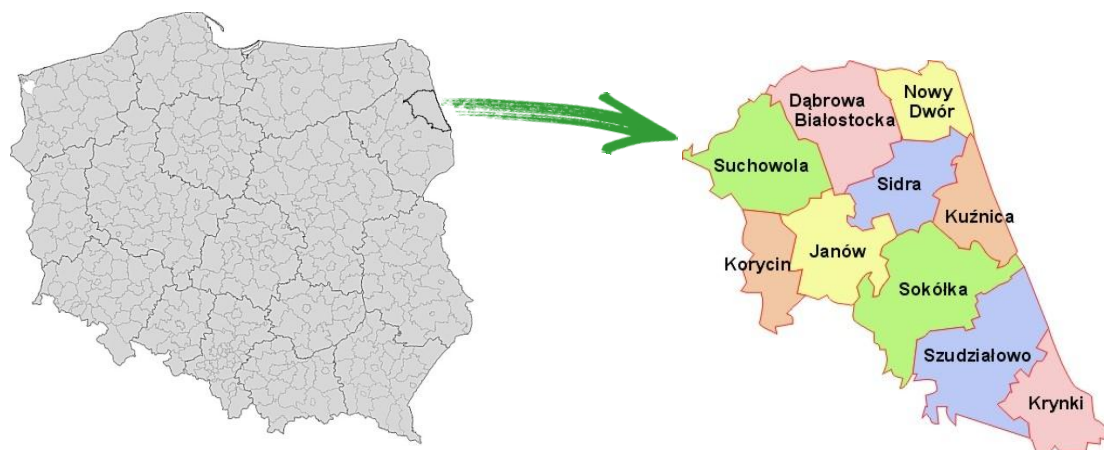 Nowy
Dwór
Dąbrowa
Białostocka
Suchowola
Sidra
Kuźnica
Janów
Korycin
Sokółka
Szudziałowo
Krynki